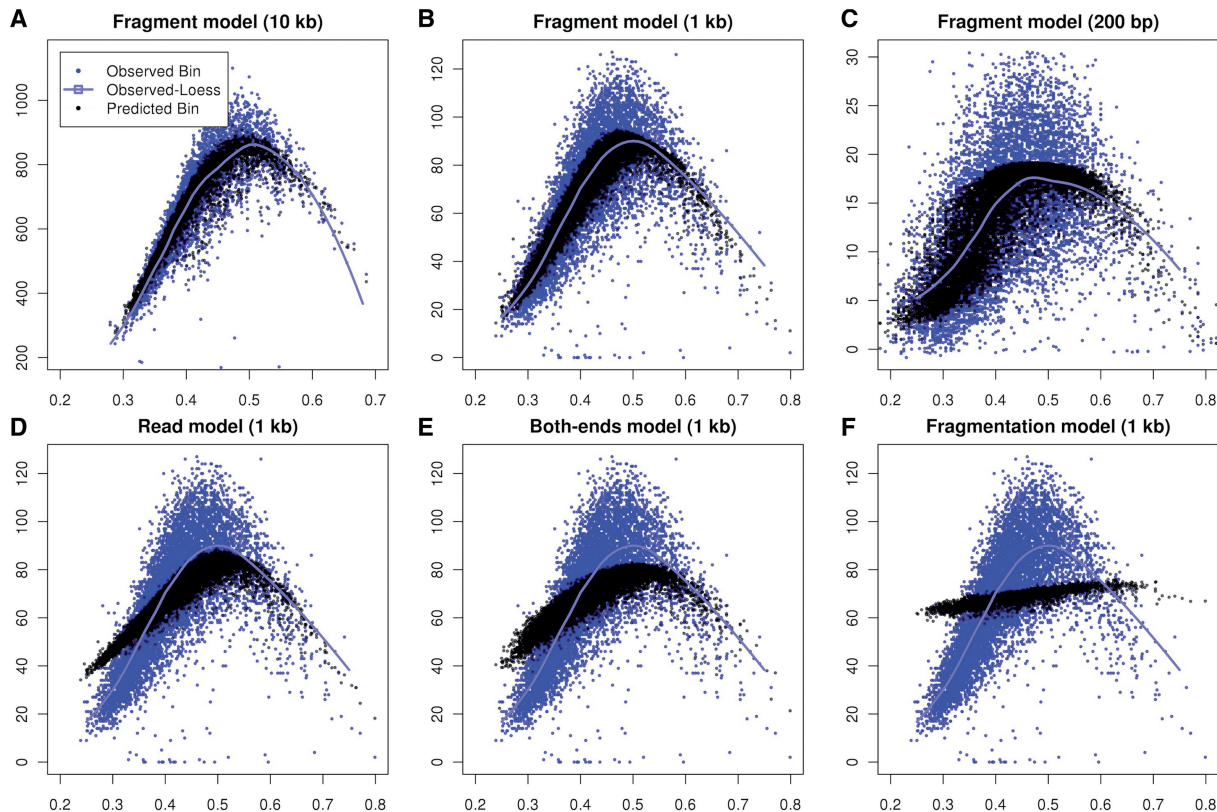 A Fragment model (10 kb)
B Fragment model (1 kb)
C Fragment model (200 bp)
Observed Bin
Observed-Loess
Predicted Bin
200 400 600 800 1000
0 20 40 60 80 100 120
0 5 10 15 20 25 30
0.2 0.3 0.4 0.5 0.6 0.7
0.2 0.3 0.4 0.5 0.6 0.7 0.8
0.2 0.3 0.4 0.5 0.6 0.7 0.8
D Read model (1 kb)
E Both-ends model (1 kb)
F Fragmentation model (1 kb)
0 20 40 60 80 100 120
0 20 40 60 80 100 120
0 20 40 60 80 100 120
0.2 0.3 0.4 0.5 0.6 0.7 0.8
0.2 0.3 0.4 0.5 0.6 0.7 0.8
0.2 0.3 0.4 0.5 0.6 0.7 0.8